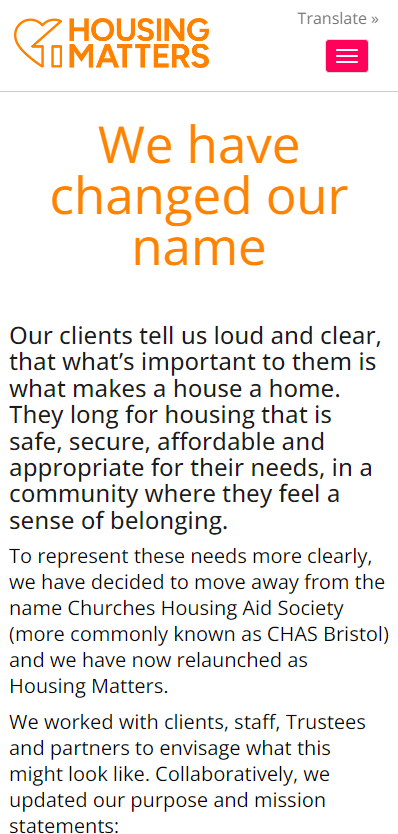 Translate »
HOUSING
MATTERS
We have
changed our
name
Our clients tell us loud and clear,
that what’s important to them is
what makes a house a home.
They long for housing that is
safe, secure, affordable and
appropriate for their needs, in a
community where they feel a
sense of belonging.
To represent these needs more clearly,
we have decided to move away from the
name Churches Housing Aid Society
(more commonly known as CHAS Bristol)
and we have now relaunched as
Housing Matters.
We worked with clients, staff, Trustees
and partners to envisage what this
might look like. Collaboratively, we
updated our purpose and mission
statements: